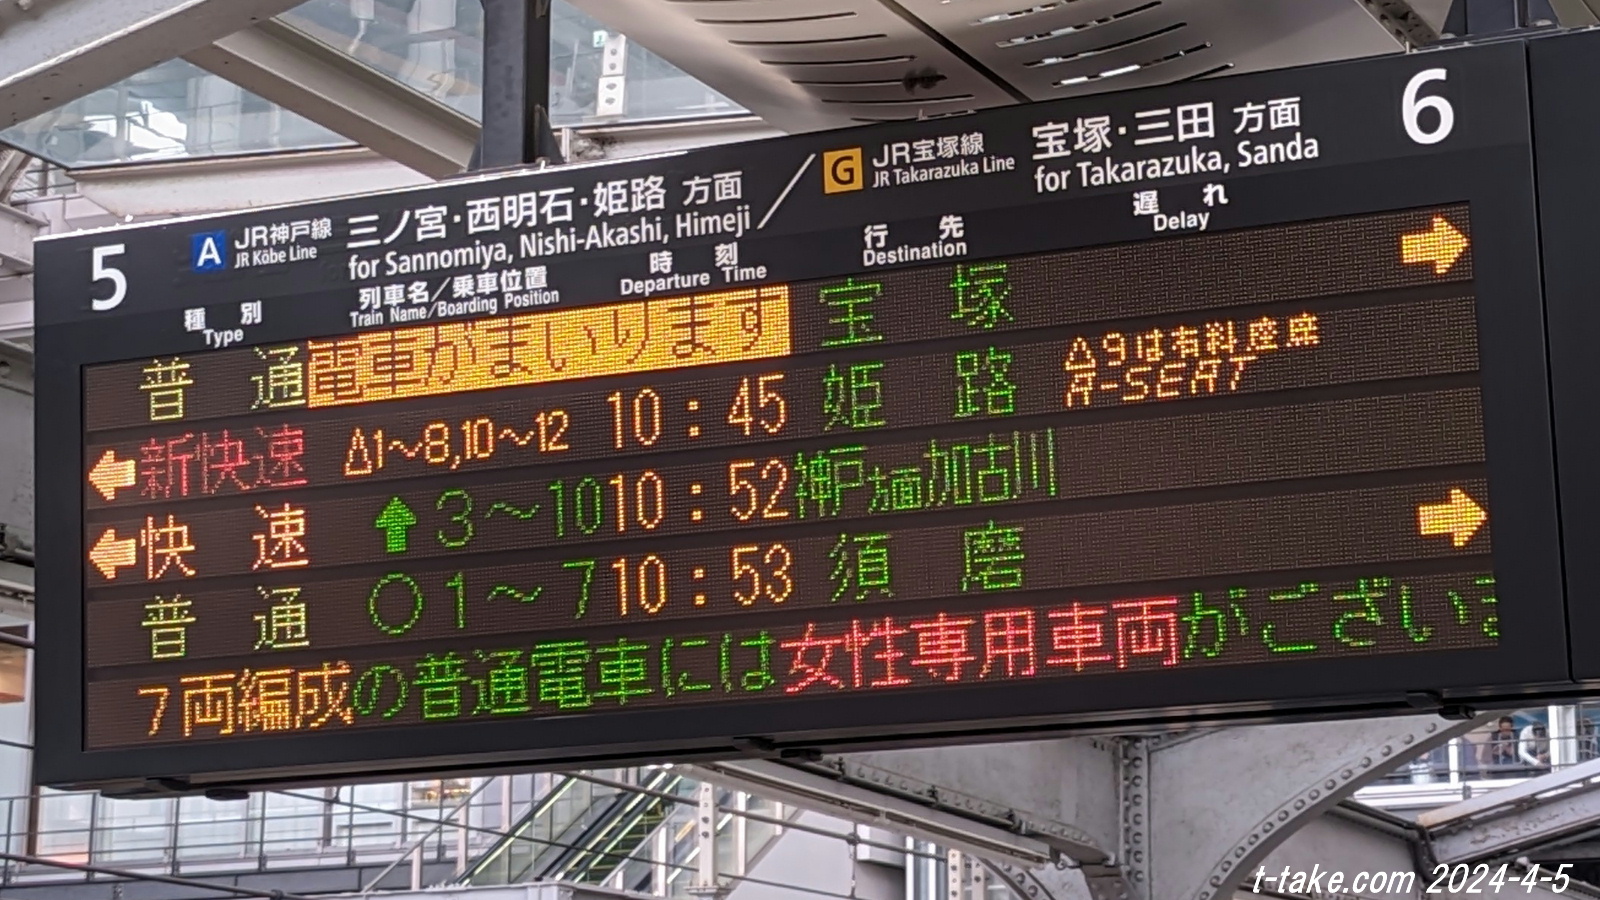 5
A JR神戸線 三ノ宮・西明石・姫路 方面
JR Kōbe Line for Sannomiya, Nishi-Akashi, Himeji
G JR宝塚線 宝塚・三田 方面
JR Takarazuka Line for Takarazuka, Sanda
6
種別 列車名/乗車位置 時刻 行先 遅れ
Type Train Name/Boarding Position Departure Time Destination Delay
普通 電車がまいります 宝塚 →
← 新快速 △1～8,10～12 10:45 姫路 △9は有料座席
A-SEAT
← 快速 ↑3～10 10:52 神戸方面加古川
普通 ○1～7 10:53 須磨 →
7両編成の普通電車には女性専用車両がございま
t-take.com 2024-4-5